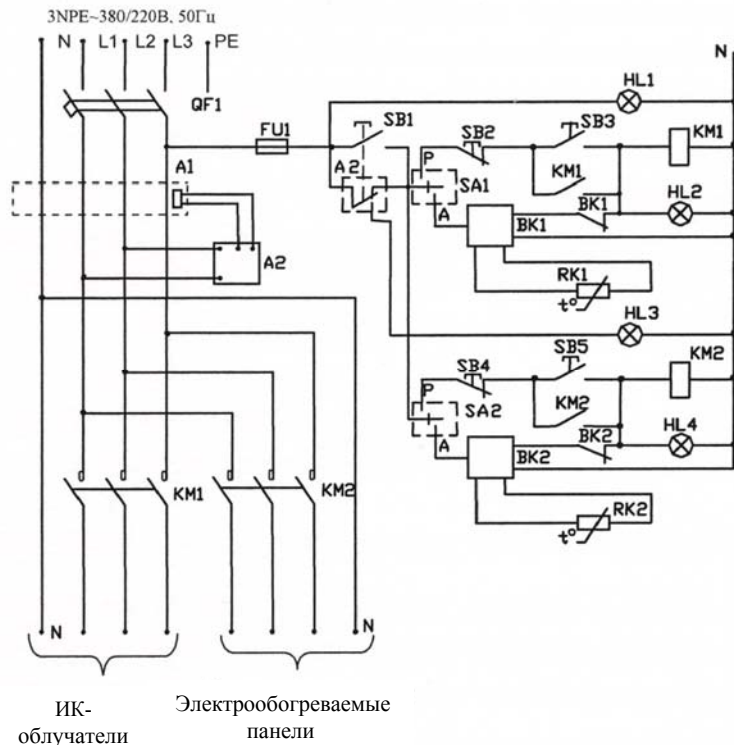 3NPE~380/220В, 50Гц
N L1 L2 L3 PE
N
QF1
HL1
FU1
SB1
SB2
SB3
KM1
A1
A2
P
SA1
KM1
HL2
A
BK1
BK1
A2
RK1
t°
HL3
SB4
SB5
KM2
P
SA2
KM2
HL4
A
BK2
BK2
KM1
KM2
RK2
t°
N
N
ИК-
облучатели
Электрообогреваемые
панели